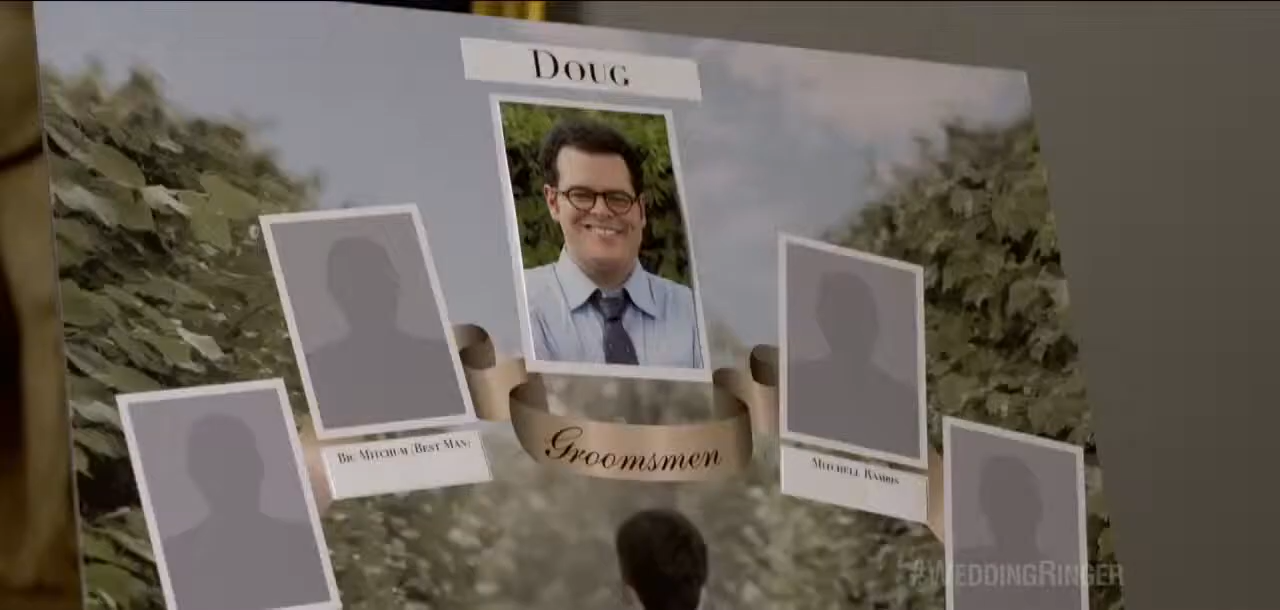 DOUG
Groomsmen
BIC MITCHUM (BEST MAN)
MITCHELL RAMBIS
#WEDDINGRINGER